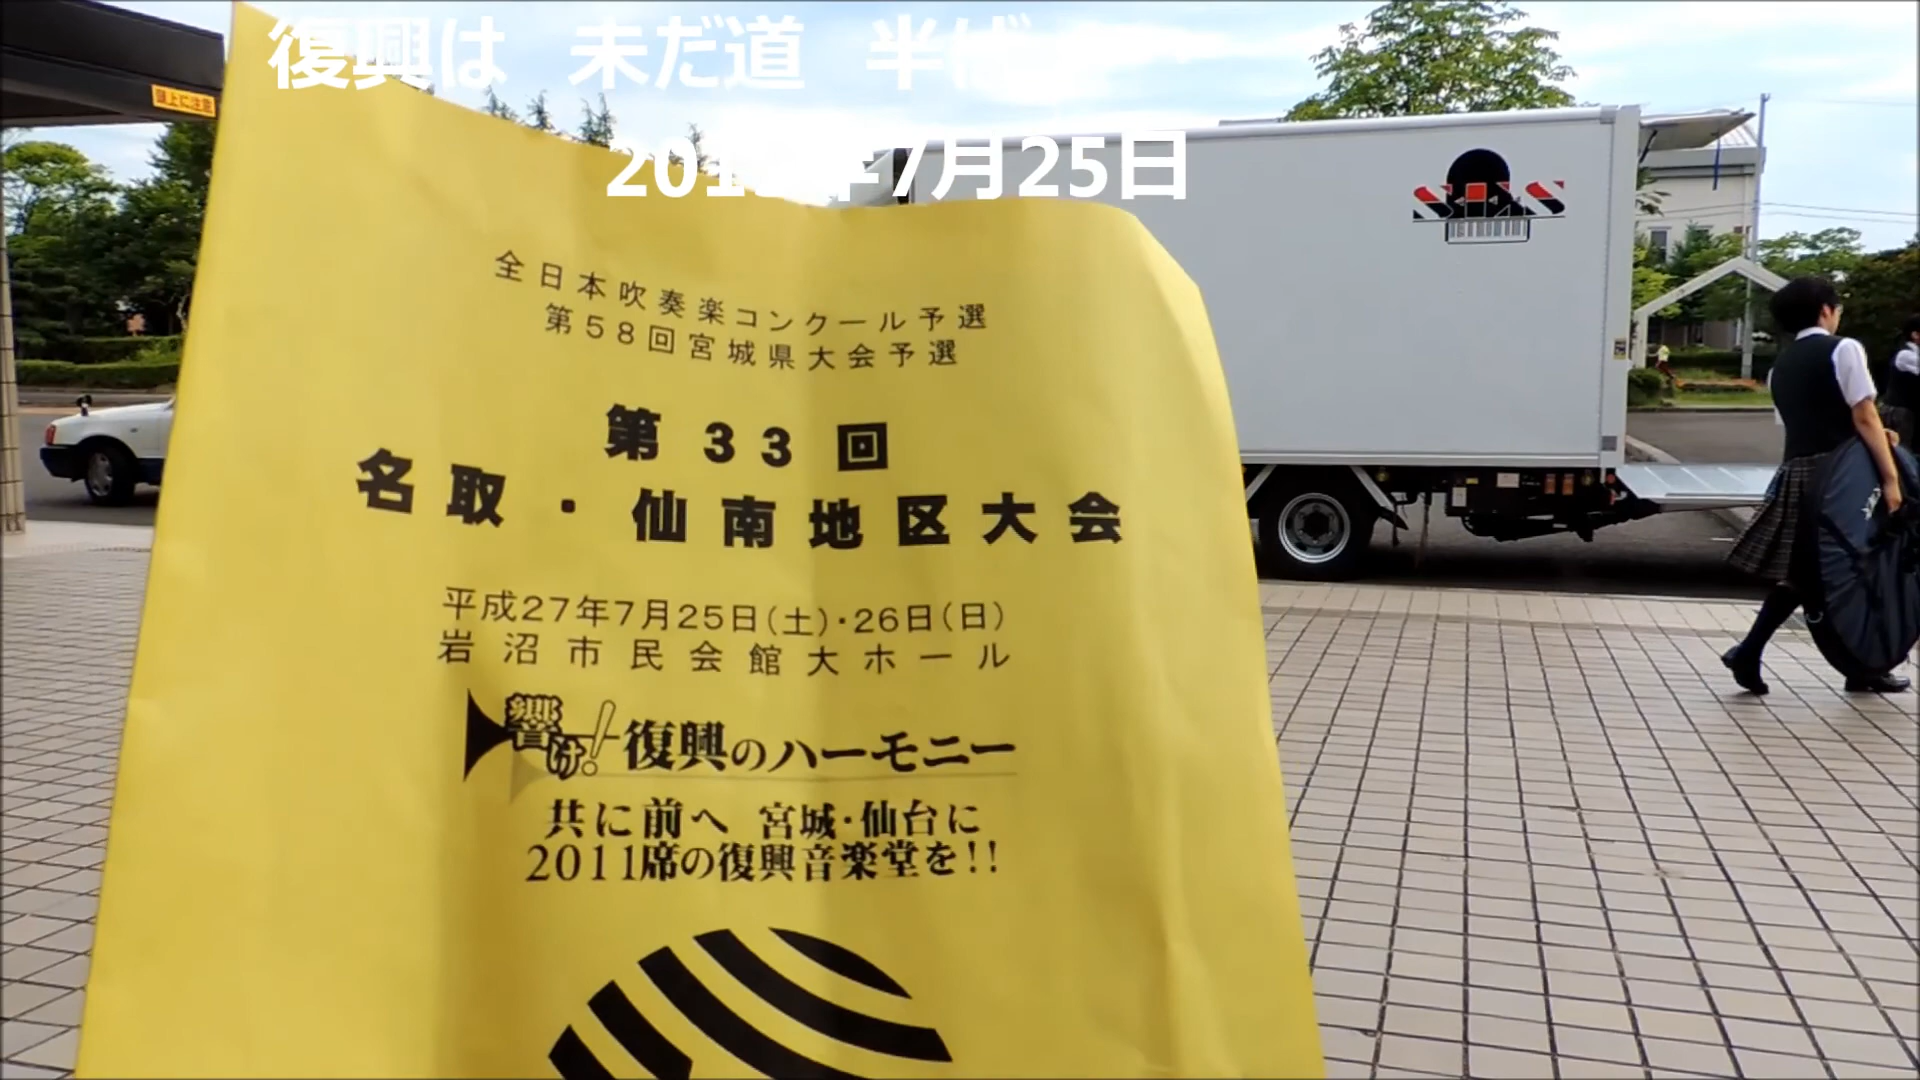 復興は 未だ道 半ば
2015年7月25日
頭上に注意
全日本吹奏楽コンクール予選
第58回宮城県大会予選
第33回
名取・仙南地区大会
平成27年7月25日(土)・26日(日)
岩沼市民会館大ホール
響け!復興のハーモニー
共に前へ 宮城・仙台に
2011席の復興音楽堂を!!